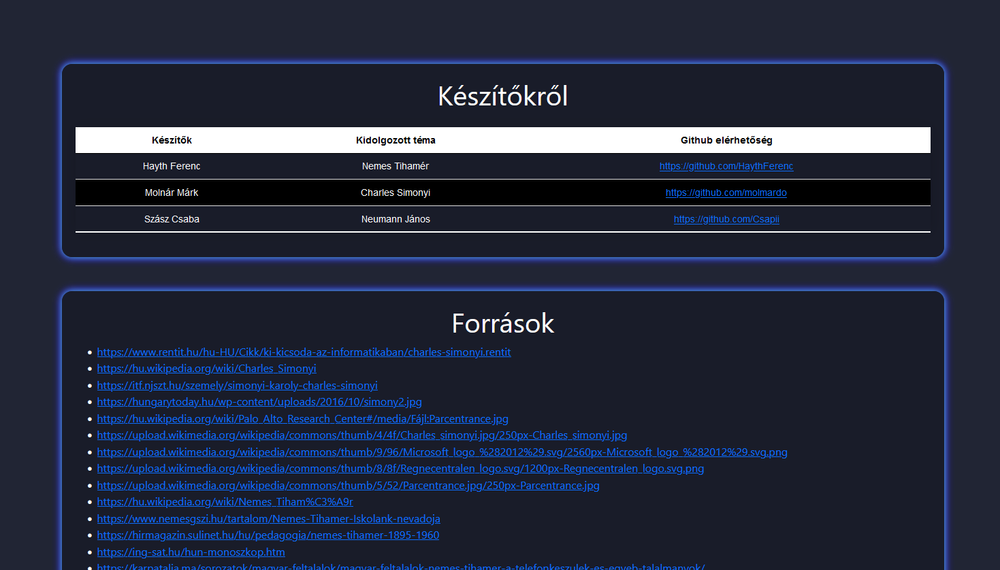 Készítőkről
Készítők Kidolgozott téma Github elérhetőség
Hayth Ferenc Nemes Tihamér https://github.com/HaythFerenc
Molnár Márk Charles Simonyi https://github.com/molmardo
Szász Csaba Neumann János https://github.com/Csapii
Források
https://www.rentit.hu/hu-HU/Cikk/ki-kicsoda-az-informatikaban/charles-simonyi.rentit
https://hu.wikipedia.org/wiki/Charles_Simonyi
https://itf.njszt.hu/szemely/simonyi-karoly-charles-simonyi
https://hungarytoday.hu/wp-content/uploads/2016/10/simony2.jpg
https://hu.wikipedia.org/wiki/Palo_Alto_Research_Center#/media/Fájl:Parcentrance.jpg
https://upload.wikimedia.org/wikipedia/commons/thumb/4/4f/Charles_simonyi.jpg/250px-Charles_simonyi.jpg
https://upload.wikimedia.org/wikipedia/commons/thumb/9/96/Microsoft_logo_%282012%29.svg/2560px-Microsoft_logo_%282012%29.svg.png
https://upload.wikimedia.org/wikipedia/commons/thumb/8/8f/Regnecentralen_logo.svg/1200px-Regnecentralen_logo.svg.png
https://upload.wikimedia.org/wikipedia/commons/thumb/5/52/Parcentrance.jpg/250px-Parcentrance.jpg
https://hu.wikipedia.org/wiki/Nemes_Tiham%C3%A9r
https://www.nemesgszi.hu/tartalom/Nemes-Tihamer-Iskolank-nevadoja
https://hirmagazin.sulinet.hu/hu/pedagogia/nemes-tihamer-1895-1960
https://ing-sat.hu/hun-monoszkop.htm
https://karpatalja.ma/sorozatok/magyar-feltalalok/magyar-feltalalok-nemes-tihamer-a-telefonkeszulek-es-egyeb-talalmanyok/